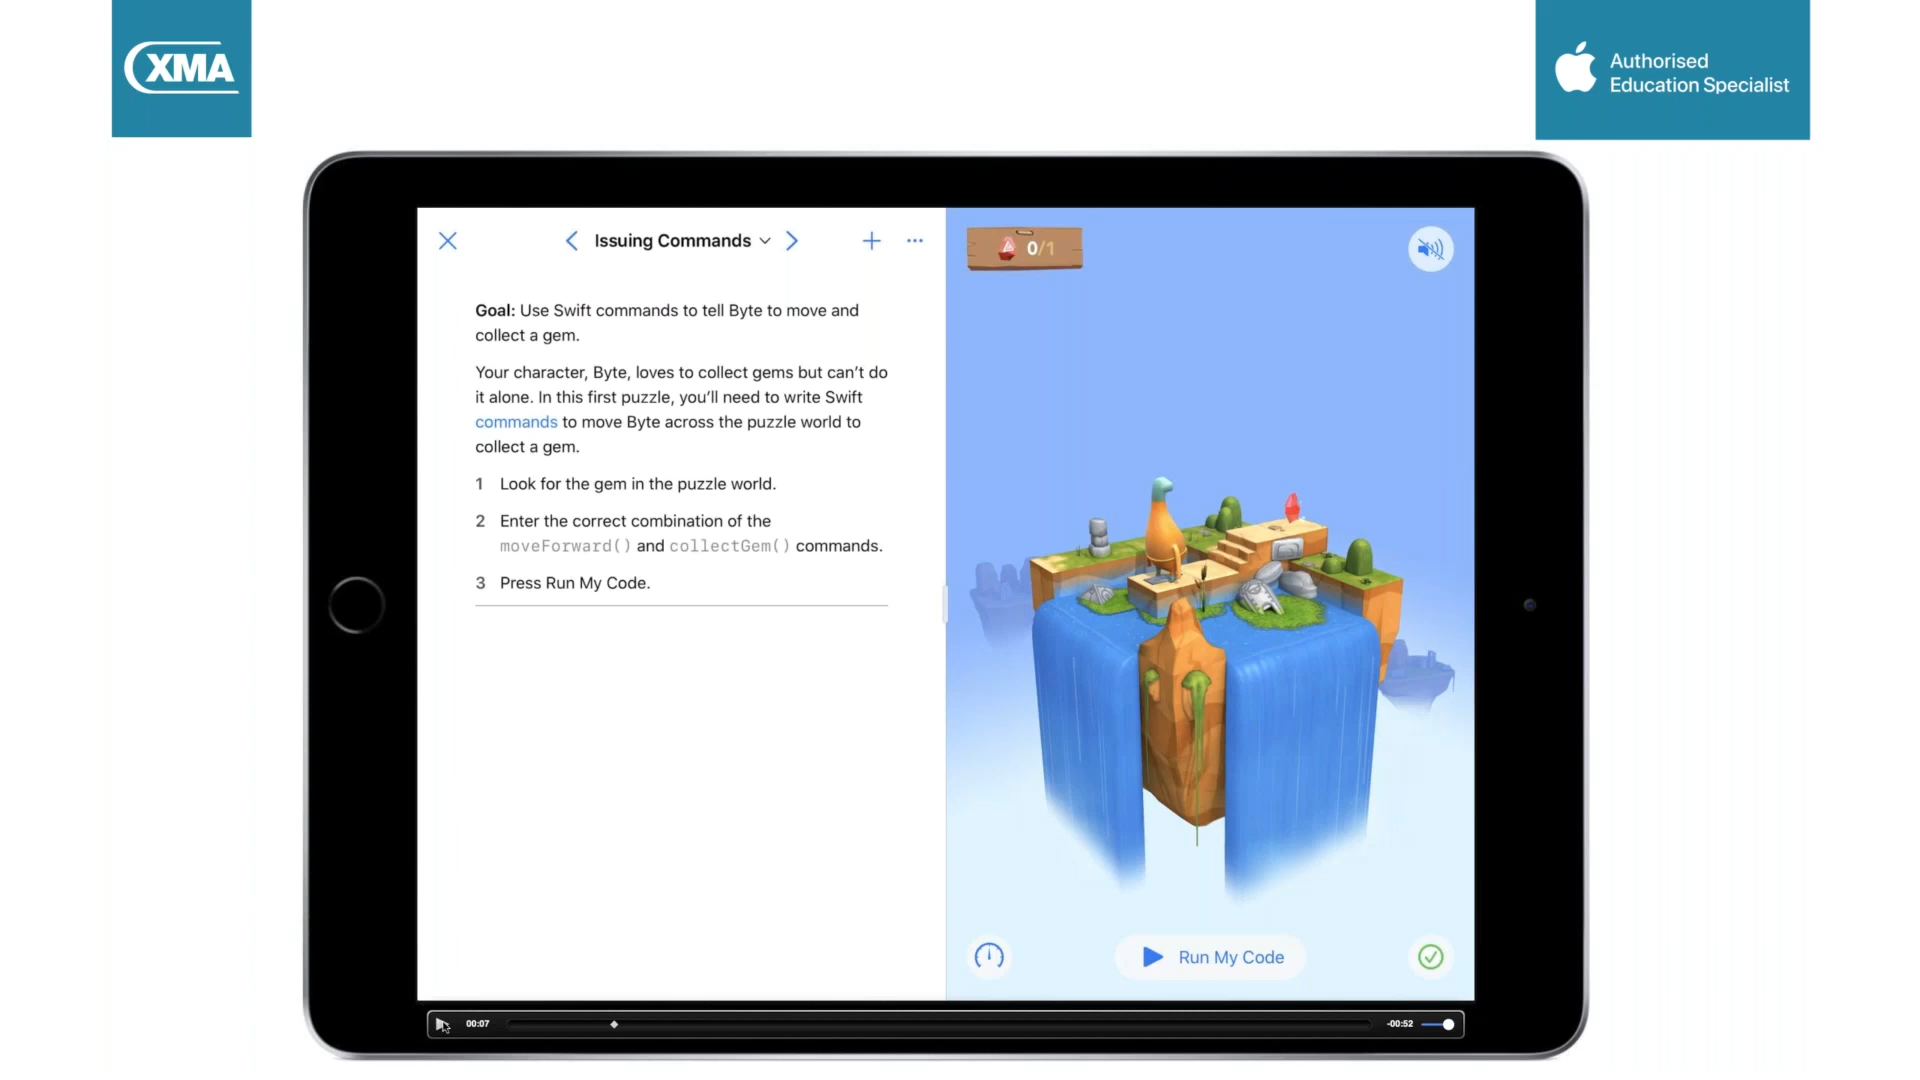 XMA
Authorised
Education Specialist
Issuing Commands
0/1
Goal: Use Swift commands to tell Byte to move and
collect a gem.
Your character, Byte, loves to collect gems but can’t do
it alone. In this first puzzle, you’ll need to write Swift
commands to move Byte across the puzzle world to
collect a gem.
1 Look for the gem in the puzzle world.
2 Enter the correct combination of the
moveForward() and collectGem() commands.
3 Press Run My Code.
Run My Code
00:07
-00:52